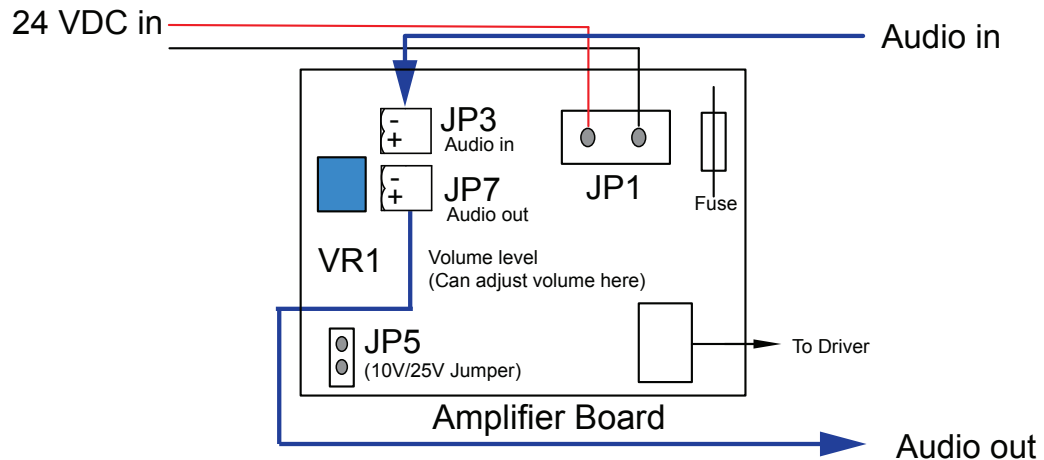 24 VDC in
Audio in
-
+
JP3
Audio in
-
+
JP7
Audio out
JP1
Fuse
VR1
Volume level
(Can adjust volume here)
JP5
(10V/25V Jumper)
To Driver
Amplifier Board
Audio out